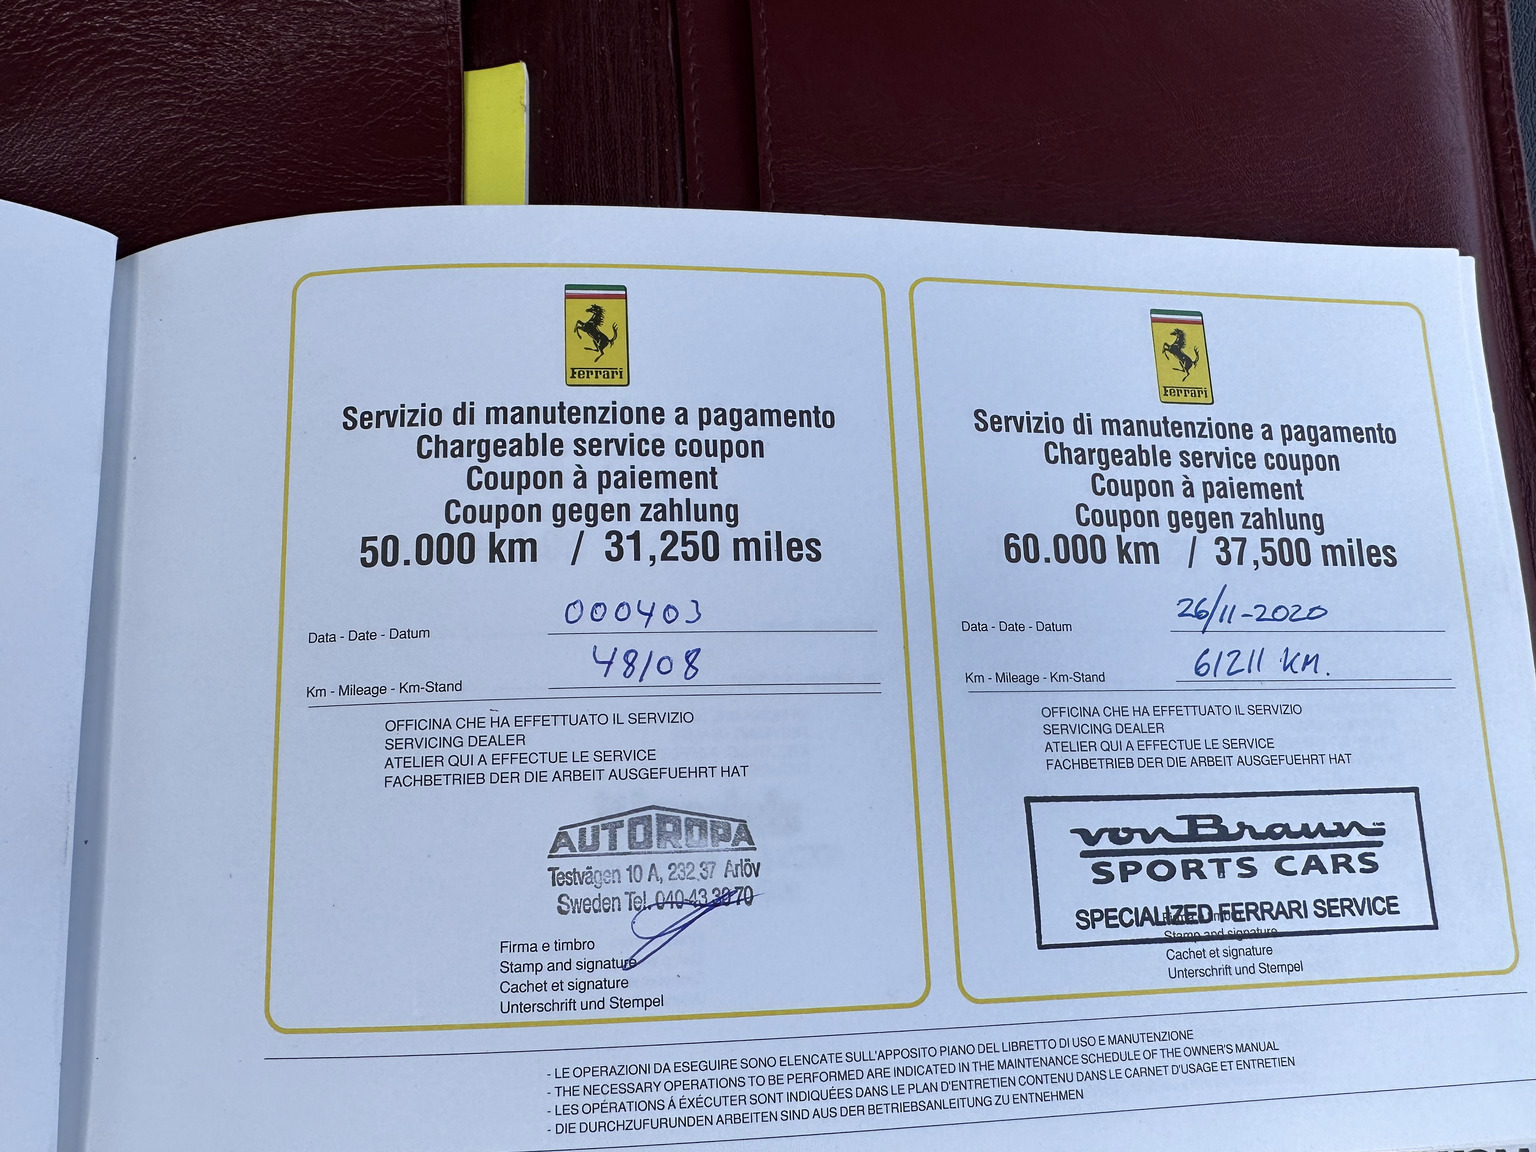 Ferrari
Servizio di manutenzione a pagamento
Chargeable service coupon
Coupon à paiement
Coupon gegen zahlung
50.000 km / 31,250 miles
000403
Data - Date - Datum
48108
Km - Mileage - Km-Stand
OFFICINA CHE HA EFFETTUATO IL SERVIZIO
SERVICING DEALER
ATELIER QUI A EFFECTUE LE SERVICE
FACHBETRIEB DER DIE ARBEIT AUSGEFUEHRT HAT
AUTOROPA
Testvägen 10 A, 232 37 Arlöv
Sweden Tel. 040-43 39 70
Firma e timbro
Stamp and signature
Cachet et signature
Unterschrift und Stempel
Ferrari
Servizio di manutenzione a pagamento
Chargeable service coupon
Coupon à paiement
Coupon gegen zahlung
60.000 km / 37,500 miles
26/11-2020
Data - Date - Datum
61211 KM.
Km - Mileage - Km-Stand
OFFICINA CHE HA EFFETTUATO IL SERVIZIO
SERVICING DEALER
ATELIER QUI A EFFECTUE LE SERVICE
FACHBETRIEB DER DIE ARBEIT AUSGEFUEHRT HAT
von Braun
SPORTS CARS
SPECIALIZED FERRARI SERVICE
Firma e timbro
Stamp and signature
Cachet et signature
Unterschrift und Stempel
- LE OPERAZIONI DA ESEGUIRE SONO ELENCATE SULL'APPOSITO PIANO DEL LIBRETTO DI USO E MANUTENZIONE
- THE NECESSARY OPERATIONS TO BE PERFORMED ARE INDICATED IN THE MAINTENANCE SCHEDULE OF THE OWNER'S MANUAL
- LES OPÉRATIONS Á ÉXÉCUTER SONT INDIQUÉES DANS LE PLAN D'ENTRETIEN CONTENU DANS LE CARNET D'USAGE ET ENTRETIEN
- DIE DURCHZUFURUNDEN ARBEITEN SIND AUS DER BETRIEBSANLEITUNG ZU ENTNEHMEN